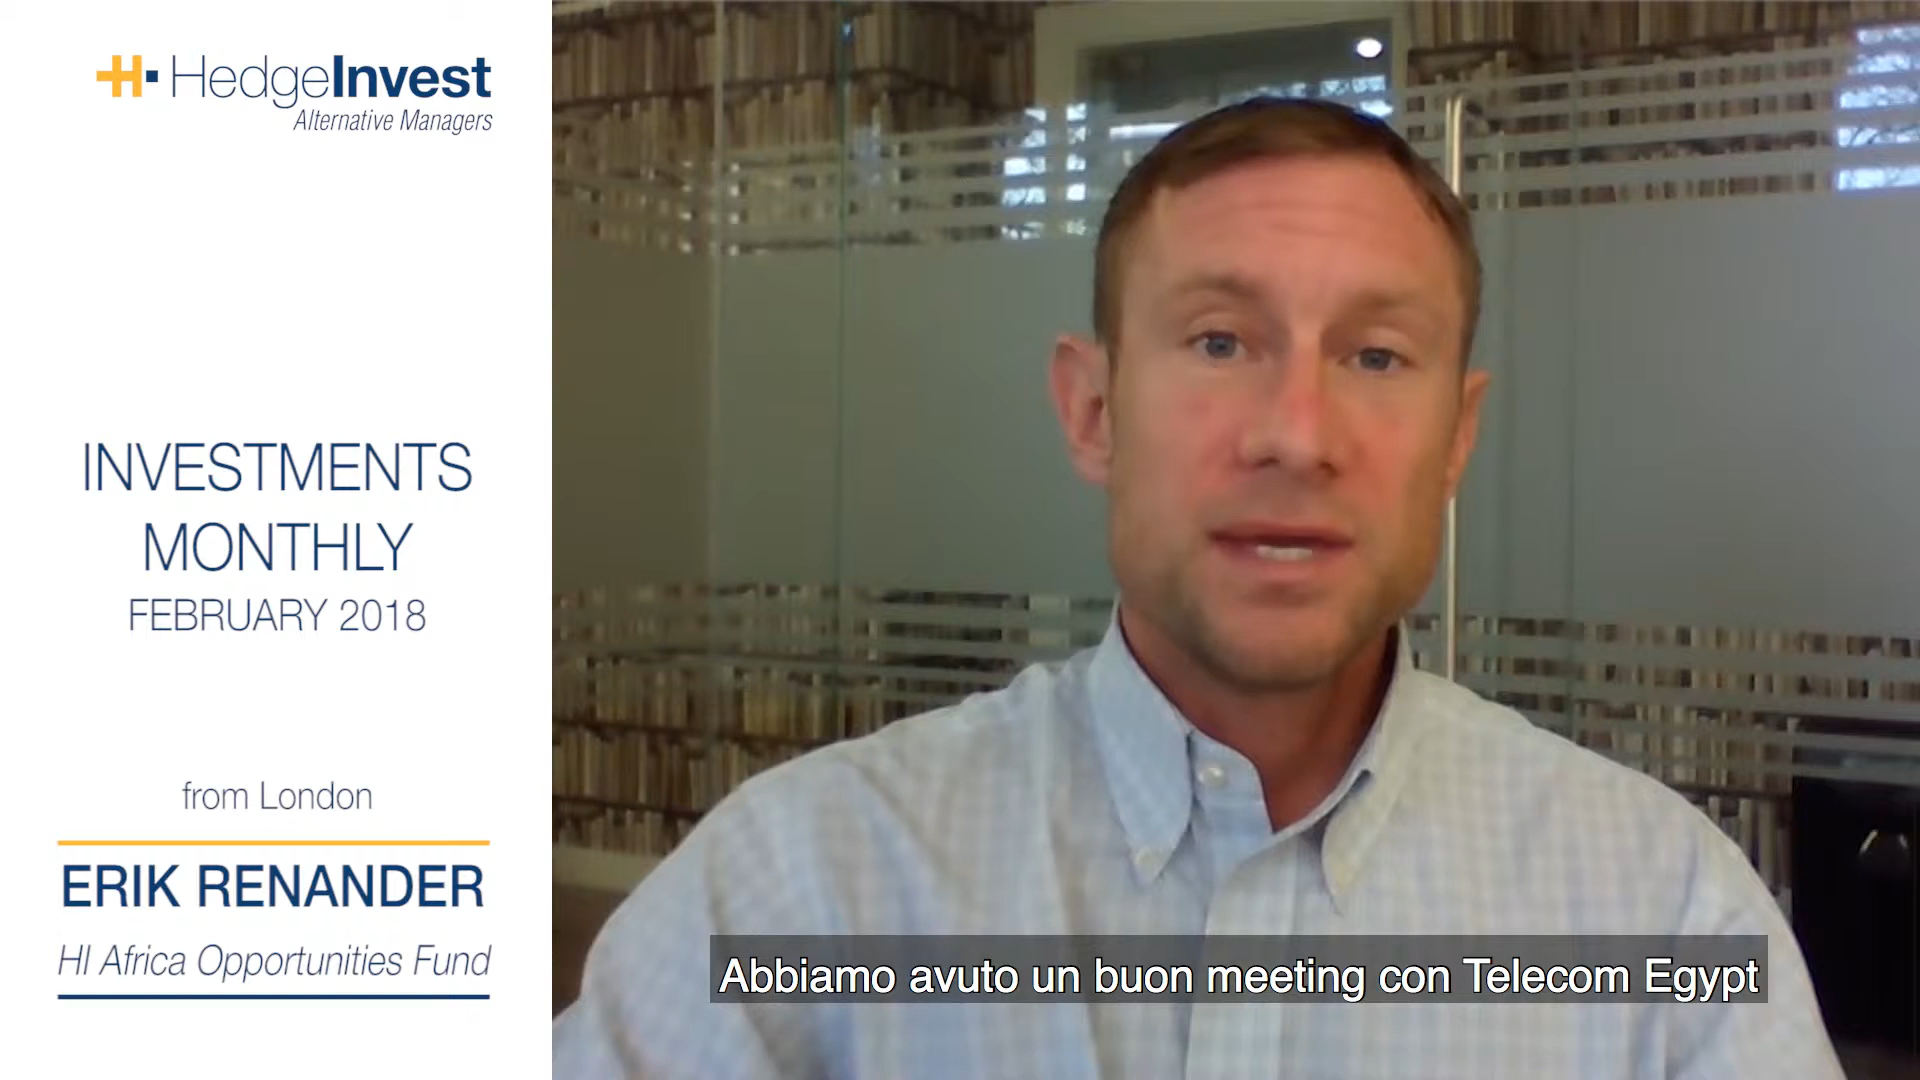 HedgeInvest
Alternative Managers
INVESTMENTS
MONTHLY
FEBRUARY 2018
from London
ERIK RENANDER
HI Africa Opportunities Fund
Abbiamo avuto un buon meeting con Telecom Egypt